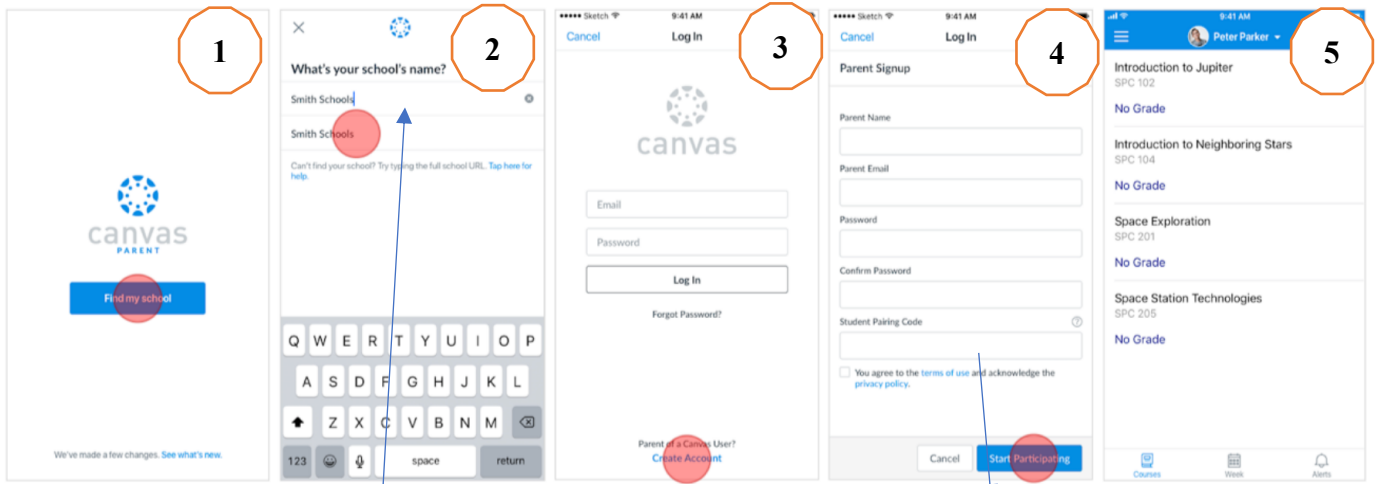 1
canvas
PARENT
Find my school
We've made a few changes. See what's new.
2
What's your school's name?
Smith Schools
Smith Schools
Can't find your school? Try typing the full school URL. Tap here for
help.
Q W E R T Y U I O P
A S D F G H J K L
Z X C V B N M
123 space return
Sketch 9:41 AM
3
Cancel Log In
canvas
Email
Password
Log In
Forgot Password?
Parent of a Canvas User?
Create Account
Sketch 9:41 AM
4
Cancel Log In
Parent Signup
Parent Name
Parent Email
Password
Confirm Password
Student Pairing Code
You agree to the terms of use and acknowledge the
privacy policy.
Cancel Start Participating
9:41 AM
5
Peter Parker
Introduction to Jupiter
SPC 102
No Grade
Introduction to Neighboring Stars
SPC 104
No Grade
Space Exploration
SPC 201
No Grade
Space Station Technologies
SPC 205
No Grade
Courses Week Alerts